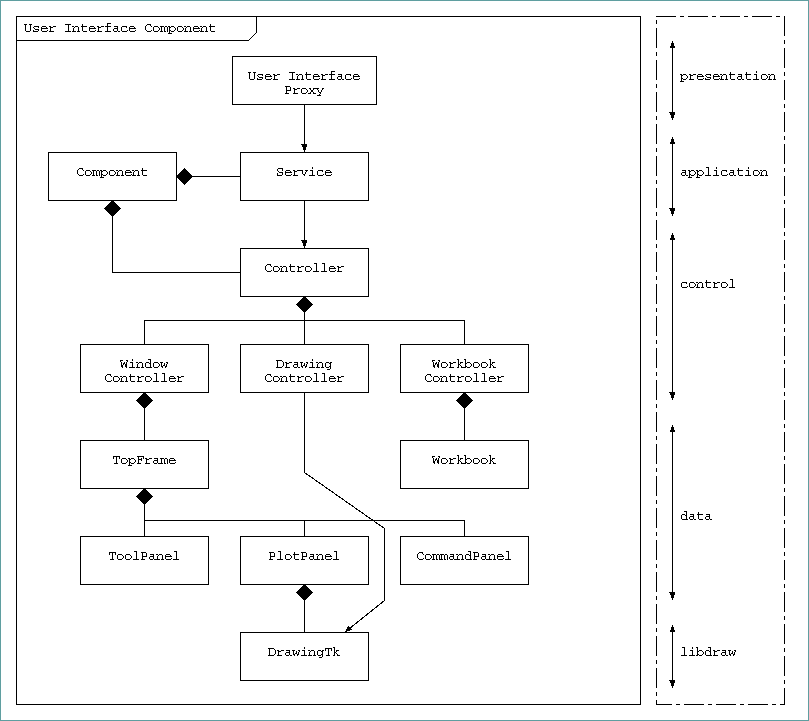 User Interface Component
User Interface
Proxy
presentation
Component
Service
application
Controller
control
Window
Controller
Drawing
Controller
Workbook
Controller
TopFrame
Workbook
data
ToolPanel
PlotPanel
CommandPanel
DrawingTk
libdraw